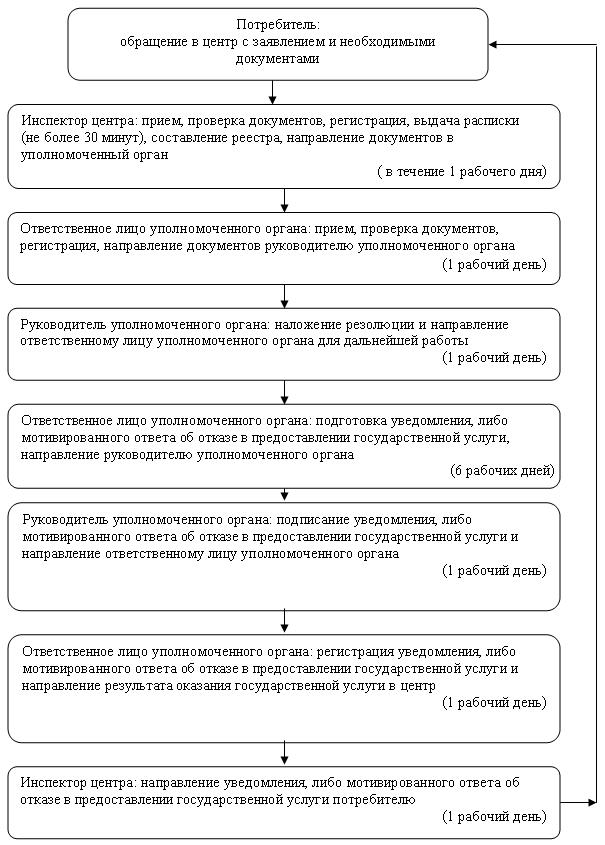 Потребитель:
обращение в центр с заявлением и необходимыми
документами
Инспектор центра: прием, проверка документов, регистрация, выдача расписки
(не более 30 минут), составление реестра, направление документов в
уполномоченный орган
( в течение 1 рабочего дня)
Ответственное лицо уполномоченного органа: прием, проверка документов,
регистрация, направление документов руководителю уполномоченного органа
(1 рабочий день)
Руководитель уполномоченного органа: наложение резолюции и направление
ответственному лицу уполномоченного органа для дальнейшей работы
(1 рабочий день)
Ответственное лицо уполномоченного органа: подготовка уведомления, либо
мотивированного ответа об отказе в предоставлении государственной услуги,
направление руководителю уполномоченного органа
(6 рабочих дней)
Руководитель уполномоченного органа: подписание уведомления, либо
мотивированного ответа об отказе в предоставлении государственной услуги и
направление ответственному лицу уполномоченного органа
(1 рабочий день)
Ответственное лицо уполномоченного органа: регистрация уведомления, либо
мотивированного ответа об отказе в предоставлении государственной услуги и
направление результата оказания государственной услуги в центр
(1 рабочий день)
Инспектор центра: направление уведомления, либо мотивированного ответа об
отказе в предоставлении государственной услуги потребителю
(1 рабочий день)